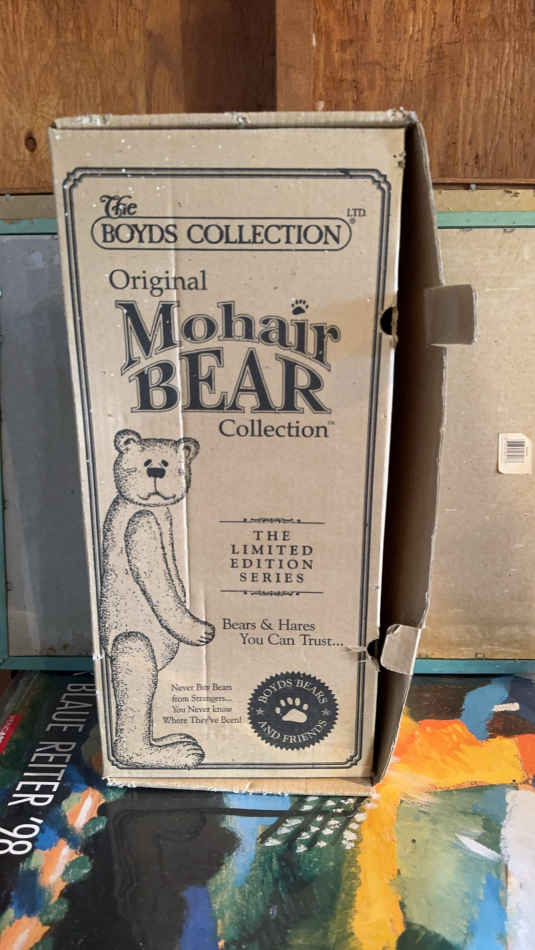 The
BOYDS COLLECTION LTD.
®
Original
Mohair
BEAR
Collection™
THE
LIMITED
EDITION
SERIES
Bears & Hares
You Can Trust...
Never Buy Bears
from Strangers...
You Never know
Where They've Been!
BOYDS BEARS
AND FRIENDS
BLAUE REITER '98